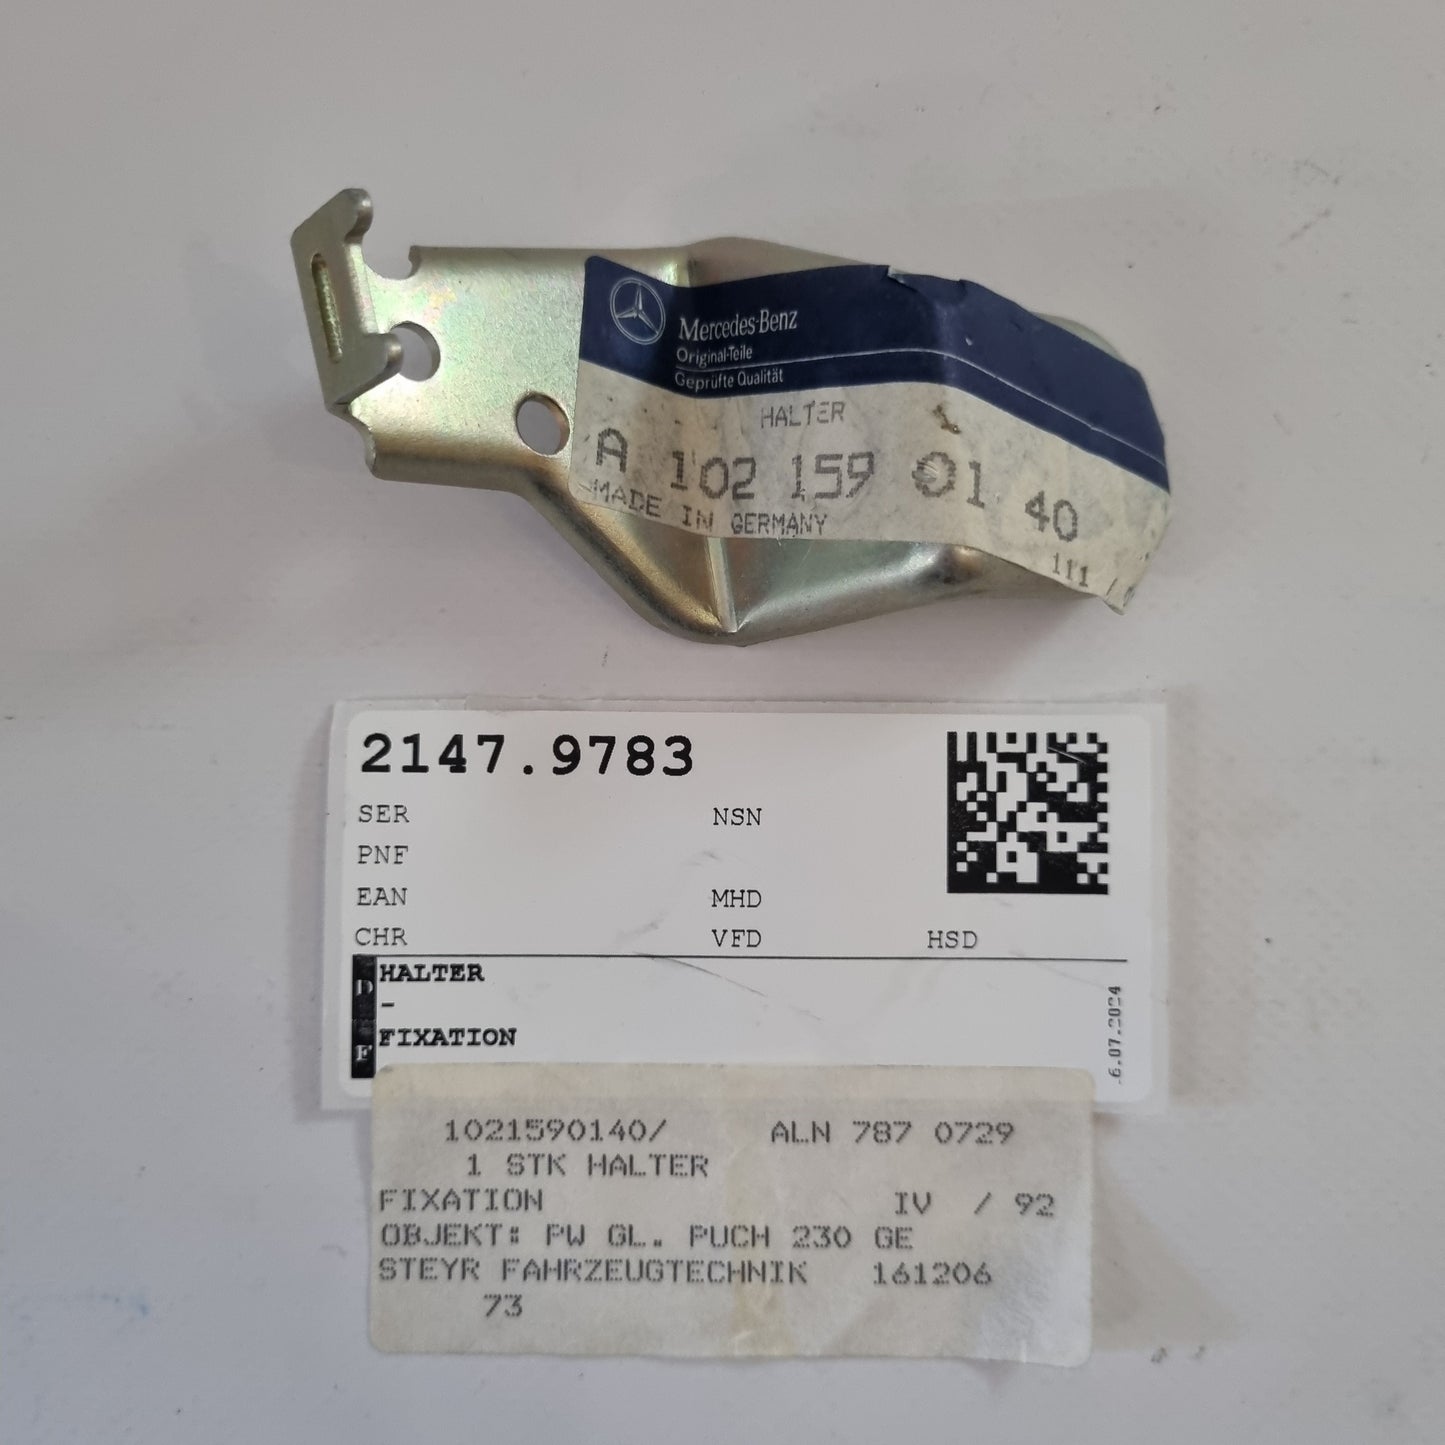 Mercedes-Benz
Original-Teile
Geprüfte Qualität
HALTER
A 102 159 01 40
MADE IN GERMANY
111
2147.9783
SER NSN
PNF
EAN MHD
CHR VFD HSD
D HALTER
-
F FIXATION
6.07.2024
1021590140/ ALN 787 0729
1 STK HALTER
FIXATION IV / 92
OBJEKT: PW GL. PUCH 230 GE
STEYR FAHRZEUGTECHNIK 161206
73